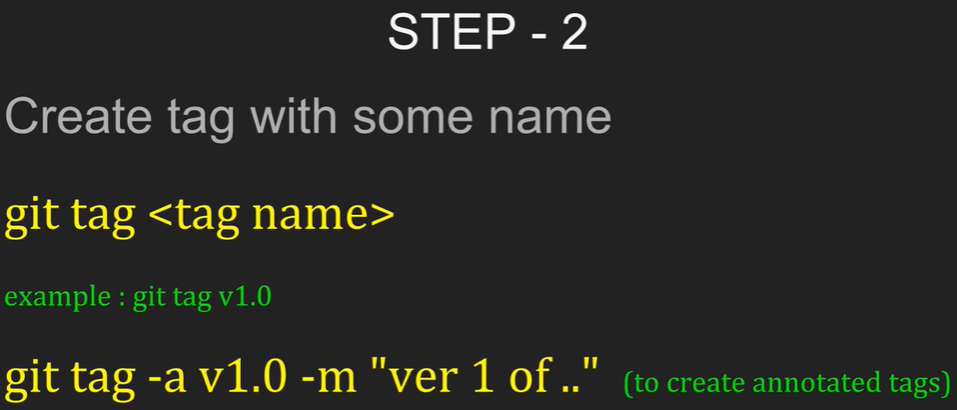 STEP - 2
Create tag with some name
git tag <tag name>
example : git tag v1.0
git tag -a v1.0 -m "ver 1 of .." (to create annotated tags)